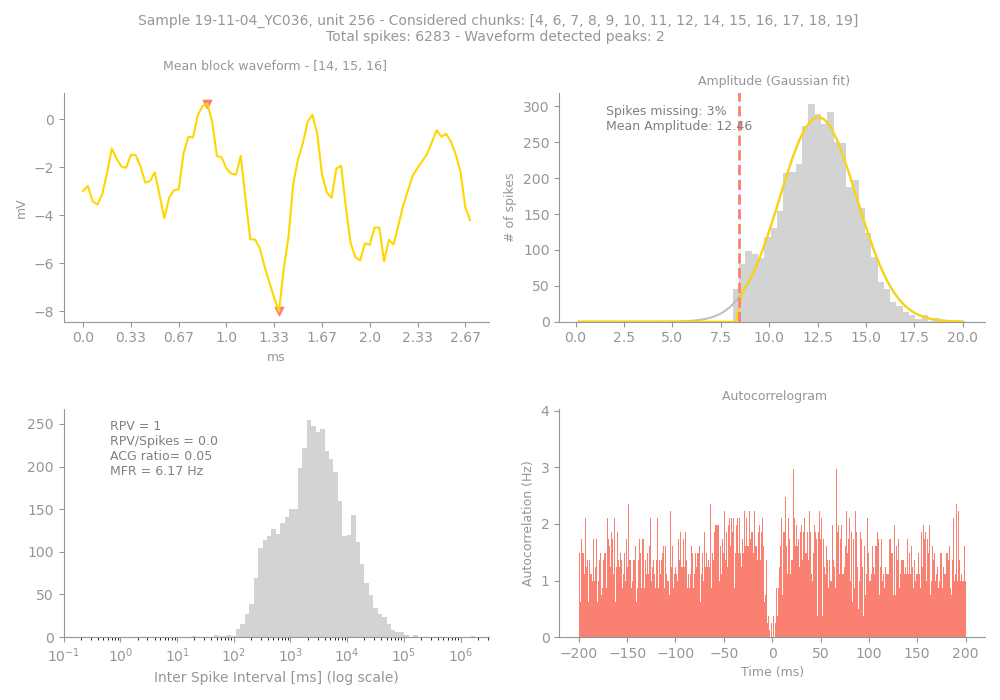 Sample 19-11-04_YC036, unit 256 - Considered chunks: [4, 6, 7, 8, 9, 10, 11, 12, 14, 15, 16, 17, 18, 19]
Total spikes: 6283 - Waveform detected peaks: 2
Mean block waveform - [14, 15, 16]
0
−2
−4
−6
−8
mV
0.0 0.33 0.67 1.0 1.33 1.67 2.0 2.33 2.67
ms
Amplitude (Gaussian fit)
Spikes missing: 3%
Mean Amplitude: 12.46
300
250
200
150
100
50
0
# of spikes
0.0 2.5 5.0 7.5 10.0 12.5 15.0 17.5 20.0
RPV = 1
RPV/Spikes = 0.0
ACG ratio= 0.05
MFR = 6.17 Hz
250
200
150
100
50
0
10⁻¹ 10⁰ 10¹ 10² 10³ 10⁴ 10⁵ 10⁶
Inter Spike Interval [ms] (log scale)
Autocorrelogram
4
3
2
1
0
Autocorrelation (Hz)
−200 −150 −100 −50 0 50 100 150 200
Time (ms)